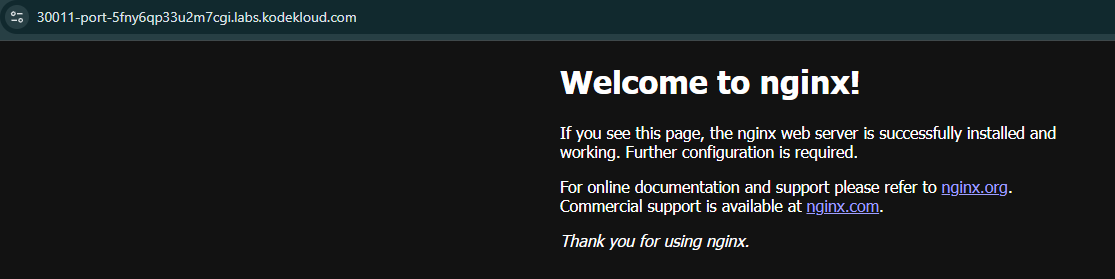 30011-port-5fny6qp33u2m7cgi.labs.kodekloud.com
Welcome to nginx!
If you see this page, the nginx web server is successfully installed and
working. Further configuration is required.
For online documentation and support please refer to nginx.org.
Commercial support is available at nginx.com.
Thank you for using nginx.